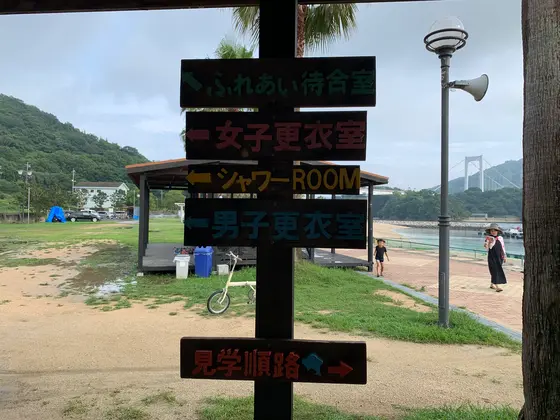 ふれあい待合室
女子更衣室
シャワーROOM
男子更衣室
見学順路